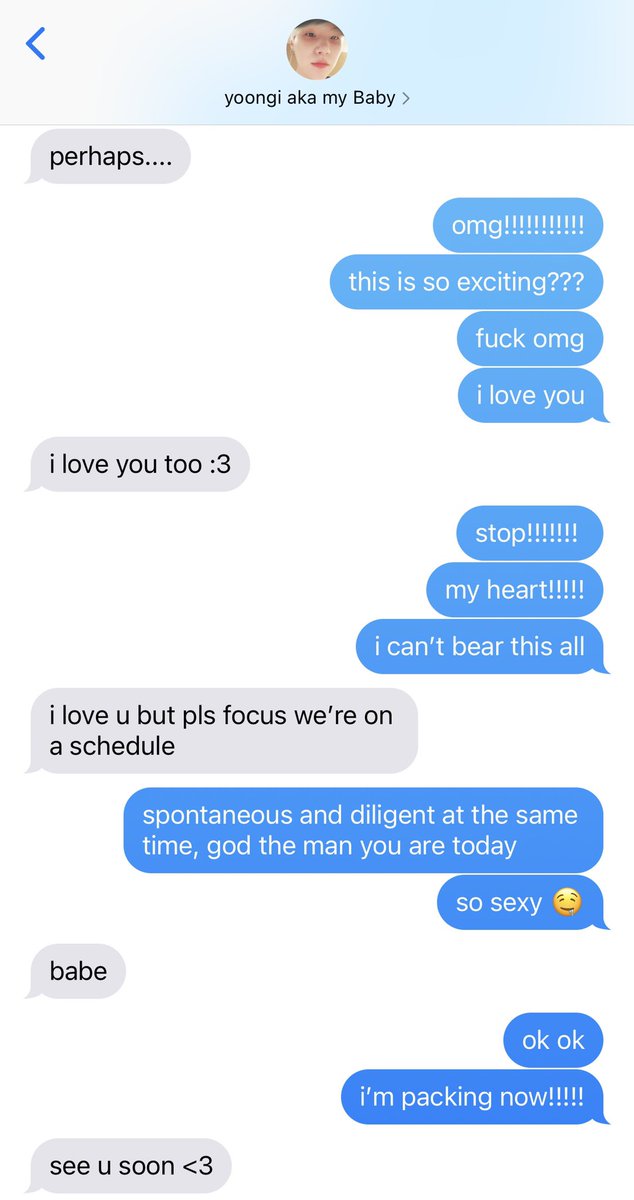 yoongi aka my Baby
perhaps....
omg!!!!!!!!!!!
this is so exciting???
fuck omg
i love you
i love you too :3
stop!!!!!!!
my heart!!!!!
i can’t bear this all
i love u but pls focus we’re on
a schedule
spontaneous and diligent at the same
time, god the man you are today
so sexy 🤤
babe
ok ok
i’m packing now!!!!!
see u soon <3